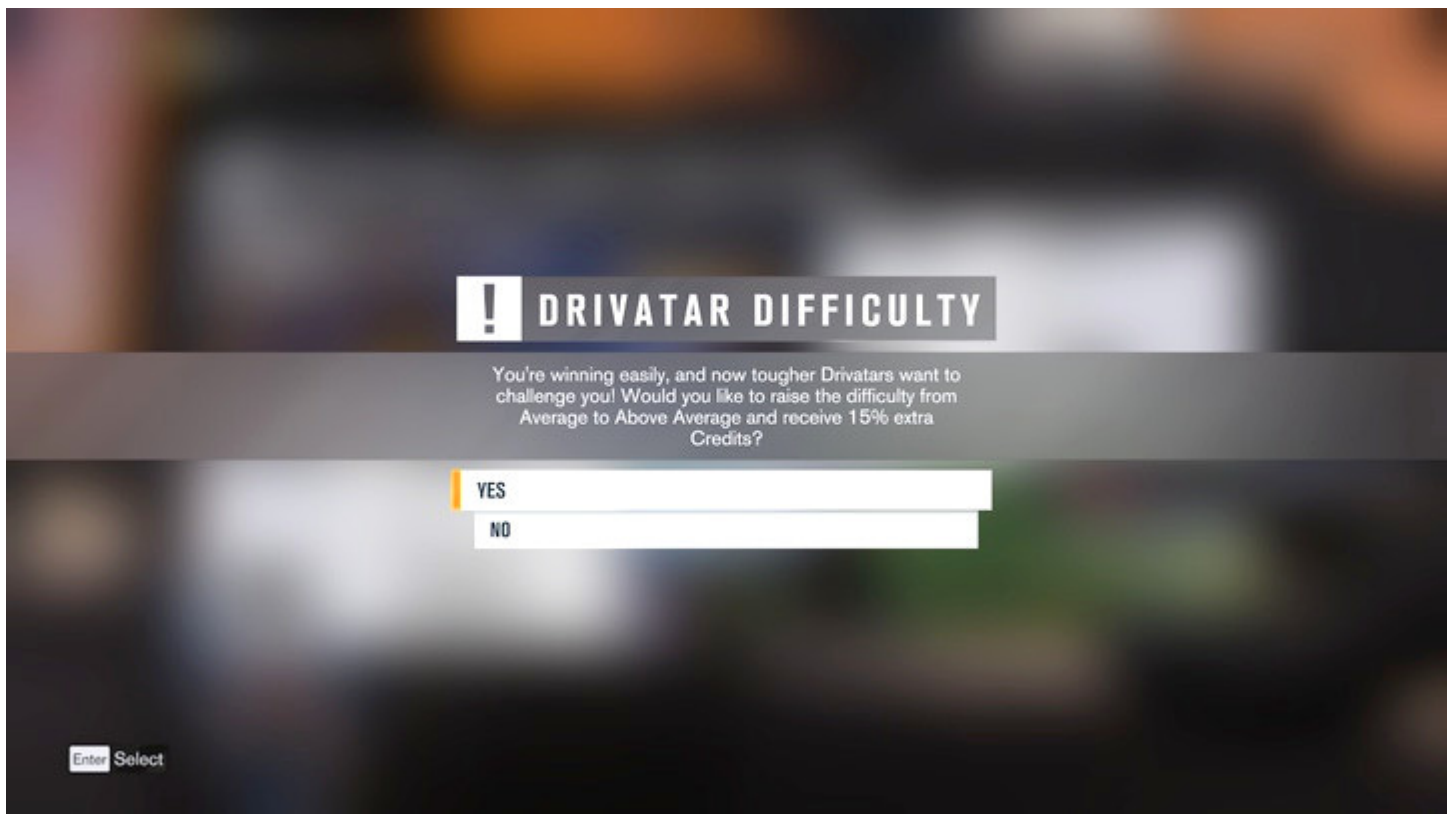 !
DRIVATAR DIFFICULTY
You're winning easily, and now tougher Drivatars want to
challenge you! Would you like to raise the difficulty from
Average to Above Average and receive 15% extra
Credits?
YES
NO
Enter Select